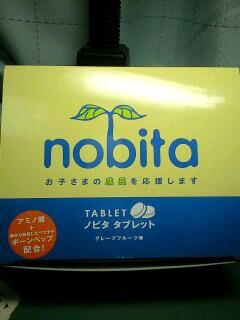 nobita
お子さまの成長を応援します
TABLET
ノビタ タブレット
グレープフルーツ味
アミノ酸
+
ボーンペップ
配合!